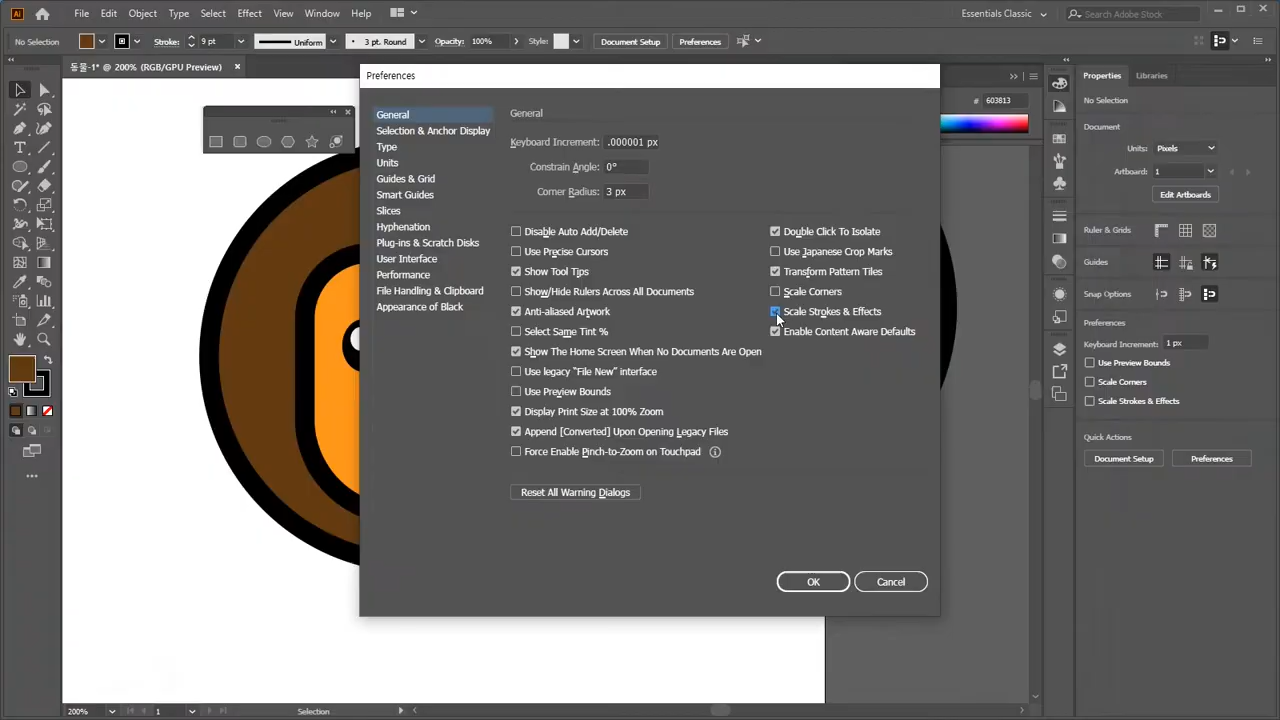 Ai File Edit Object Type Select Effect View Window Help Essentials Classic Search Adobe Stock
No Selection Stroke: 9 pt Uniform 3 pt. Round Opacity: 100% Style: Document Setup Preferences
동물-1* @ 200% (RGB/GPU Preview)
Preferences
General
Selection & Anchor Display
Type
Units
Guides & Grid
Smart Guides
Slices
Hyphenation
Plug-ins & Scratch Disks
User Interface
Performance
File Handling & Clipboard
Appearance of Black
General
Keyboard Increment: .000001 px
Constrain Angle: 0°
Corner Radius: 3 px
Disable Auto Add/Delete
Use Precise Cursors
Show Tool Tips
Show/Hide Rulers Across All Documents
Anti-aliased Artwork
Select Same Tint %
Show The Home Screen When No Documents Are Open
Use legacy "File New" interface
Use Preview Bounds
Display Print Size at 100% Zoom
Append [Converted] Upon Opening Legacy Files
Force Enable Pinch-to-Zoom on Touchpad
Double Click To Isolate
Use Japanese Crop Marks
Transform Pattern Tiles
Scale Corners
Scale Strokes & Effects
Enable Content Aware Defaults
Reset All Warning Dialogs
OK Cancel
# 603813
Properties Libraries
No Selection
Document
Units: Pixels
Artboard: 1
Edit Artboards
Ruler & Grids
Guides
Snap Options
Preferences
Keyboard Increment: 1 px
Use Preview Bounds
Scale Corners
Scale Strokes & Effects
Quick Actions
Document Setup Preferences
200% 1 Selection